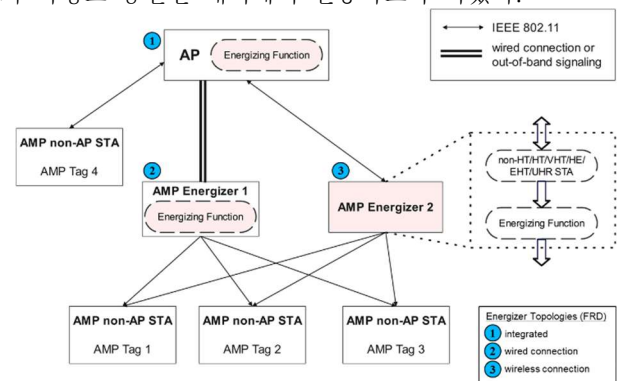 IEEE 802.11
wired connection or
out-of-band signaling
1
AP
Energizing Function
AMP non-AP STA
AMP Tag 4
2
AMP Energizer 1
Energizing Function
3
AMP Energizer 2
non-HT/HT/VHT/HE/
EHT/UHR STA
Energizing Function
AMP non-AP STA
AMP Tag 1
AMP non-AP STA
AMP Tag 2
AMP non-AP STA
AMP Tag 3
Energizer Topologies (FRD)
1 integrated
2 wired connection
3 wireless connection